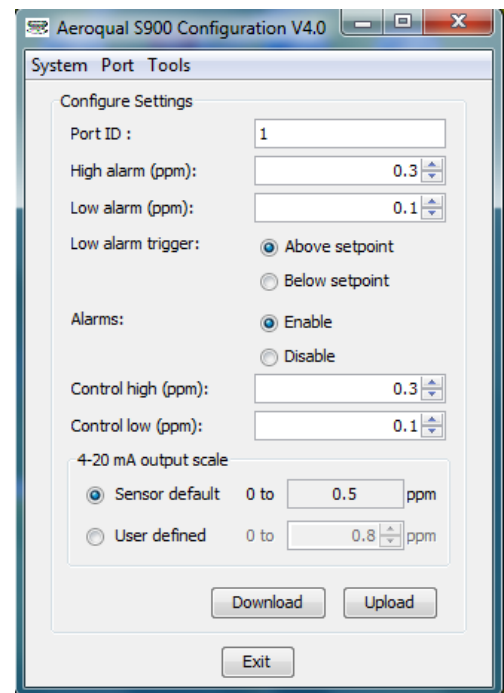 Aeroqual S900 Configuration V4.0
System Port Tools
Configure Settings
Port ID : 1
High alarm (ppm): 0.3
Low alarm (ppm): 0.1
Low alarm trigger: Above setpoint
Below setpoint
Alarms: Enable
Disable
Control high (ppm): 0.3
Control low (ppm): 0.1
4-20 mA output scale
Sensor default 0 to 0.5 ppm
User defined 0 to 0.8 ppm
Download Upload
Exit